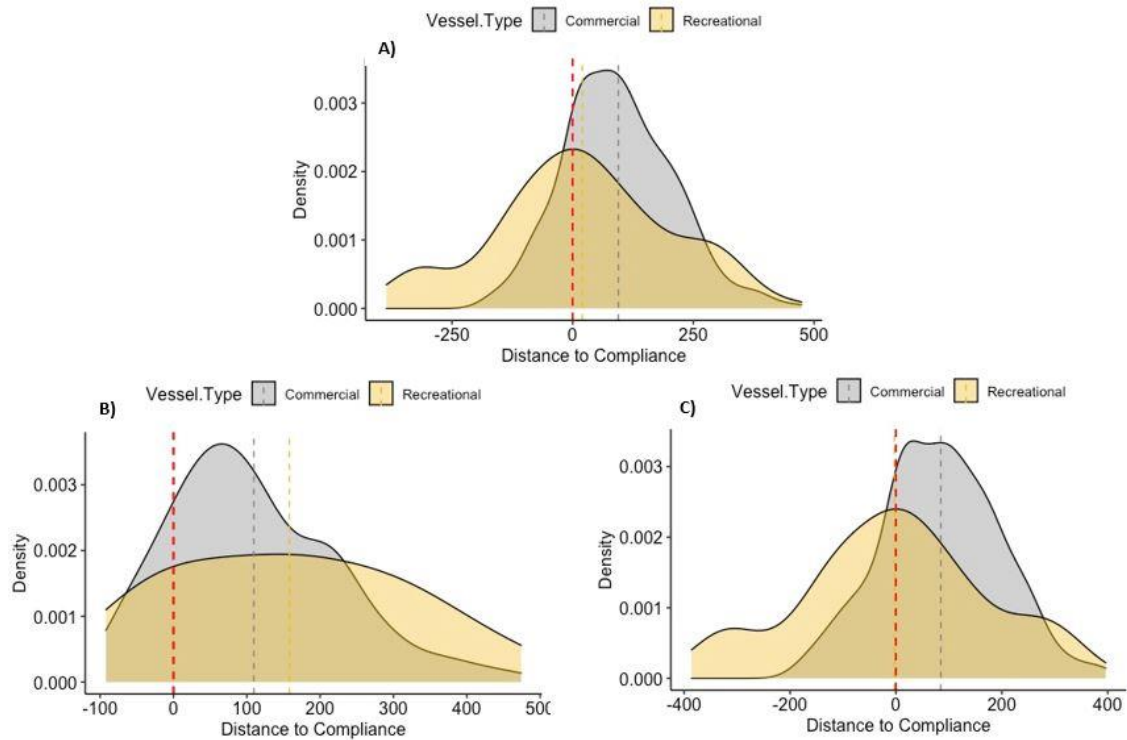 Vessel.Type Commercial Recreational
A)
0.003
0.002
0.001
0.000
Density
-250 0 250 500
Distance to Compliance
Vessel.Type Commercial Recreational
B)
0.003
0.002
0.001
0.000
Density
-100 0 100 200 300 400 50
Distance to Compliance
Vessel.Type Commercial Recreational
C)
0.003
0.002
0.001
0.000
Density
-400 -200 0 200 400
Distance to Compliance